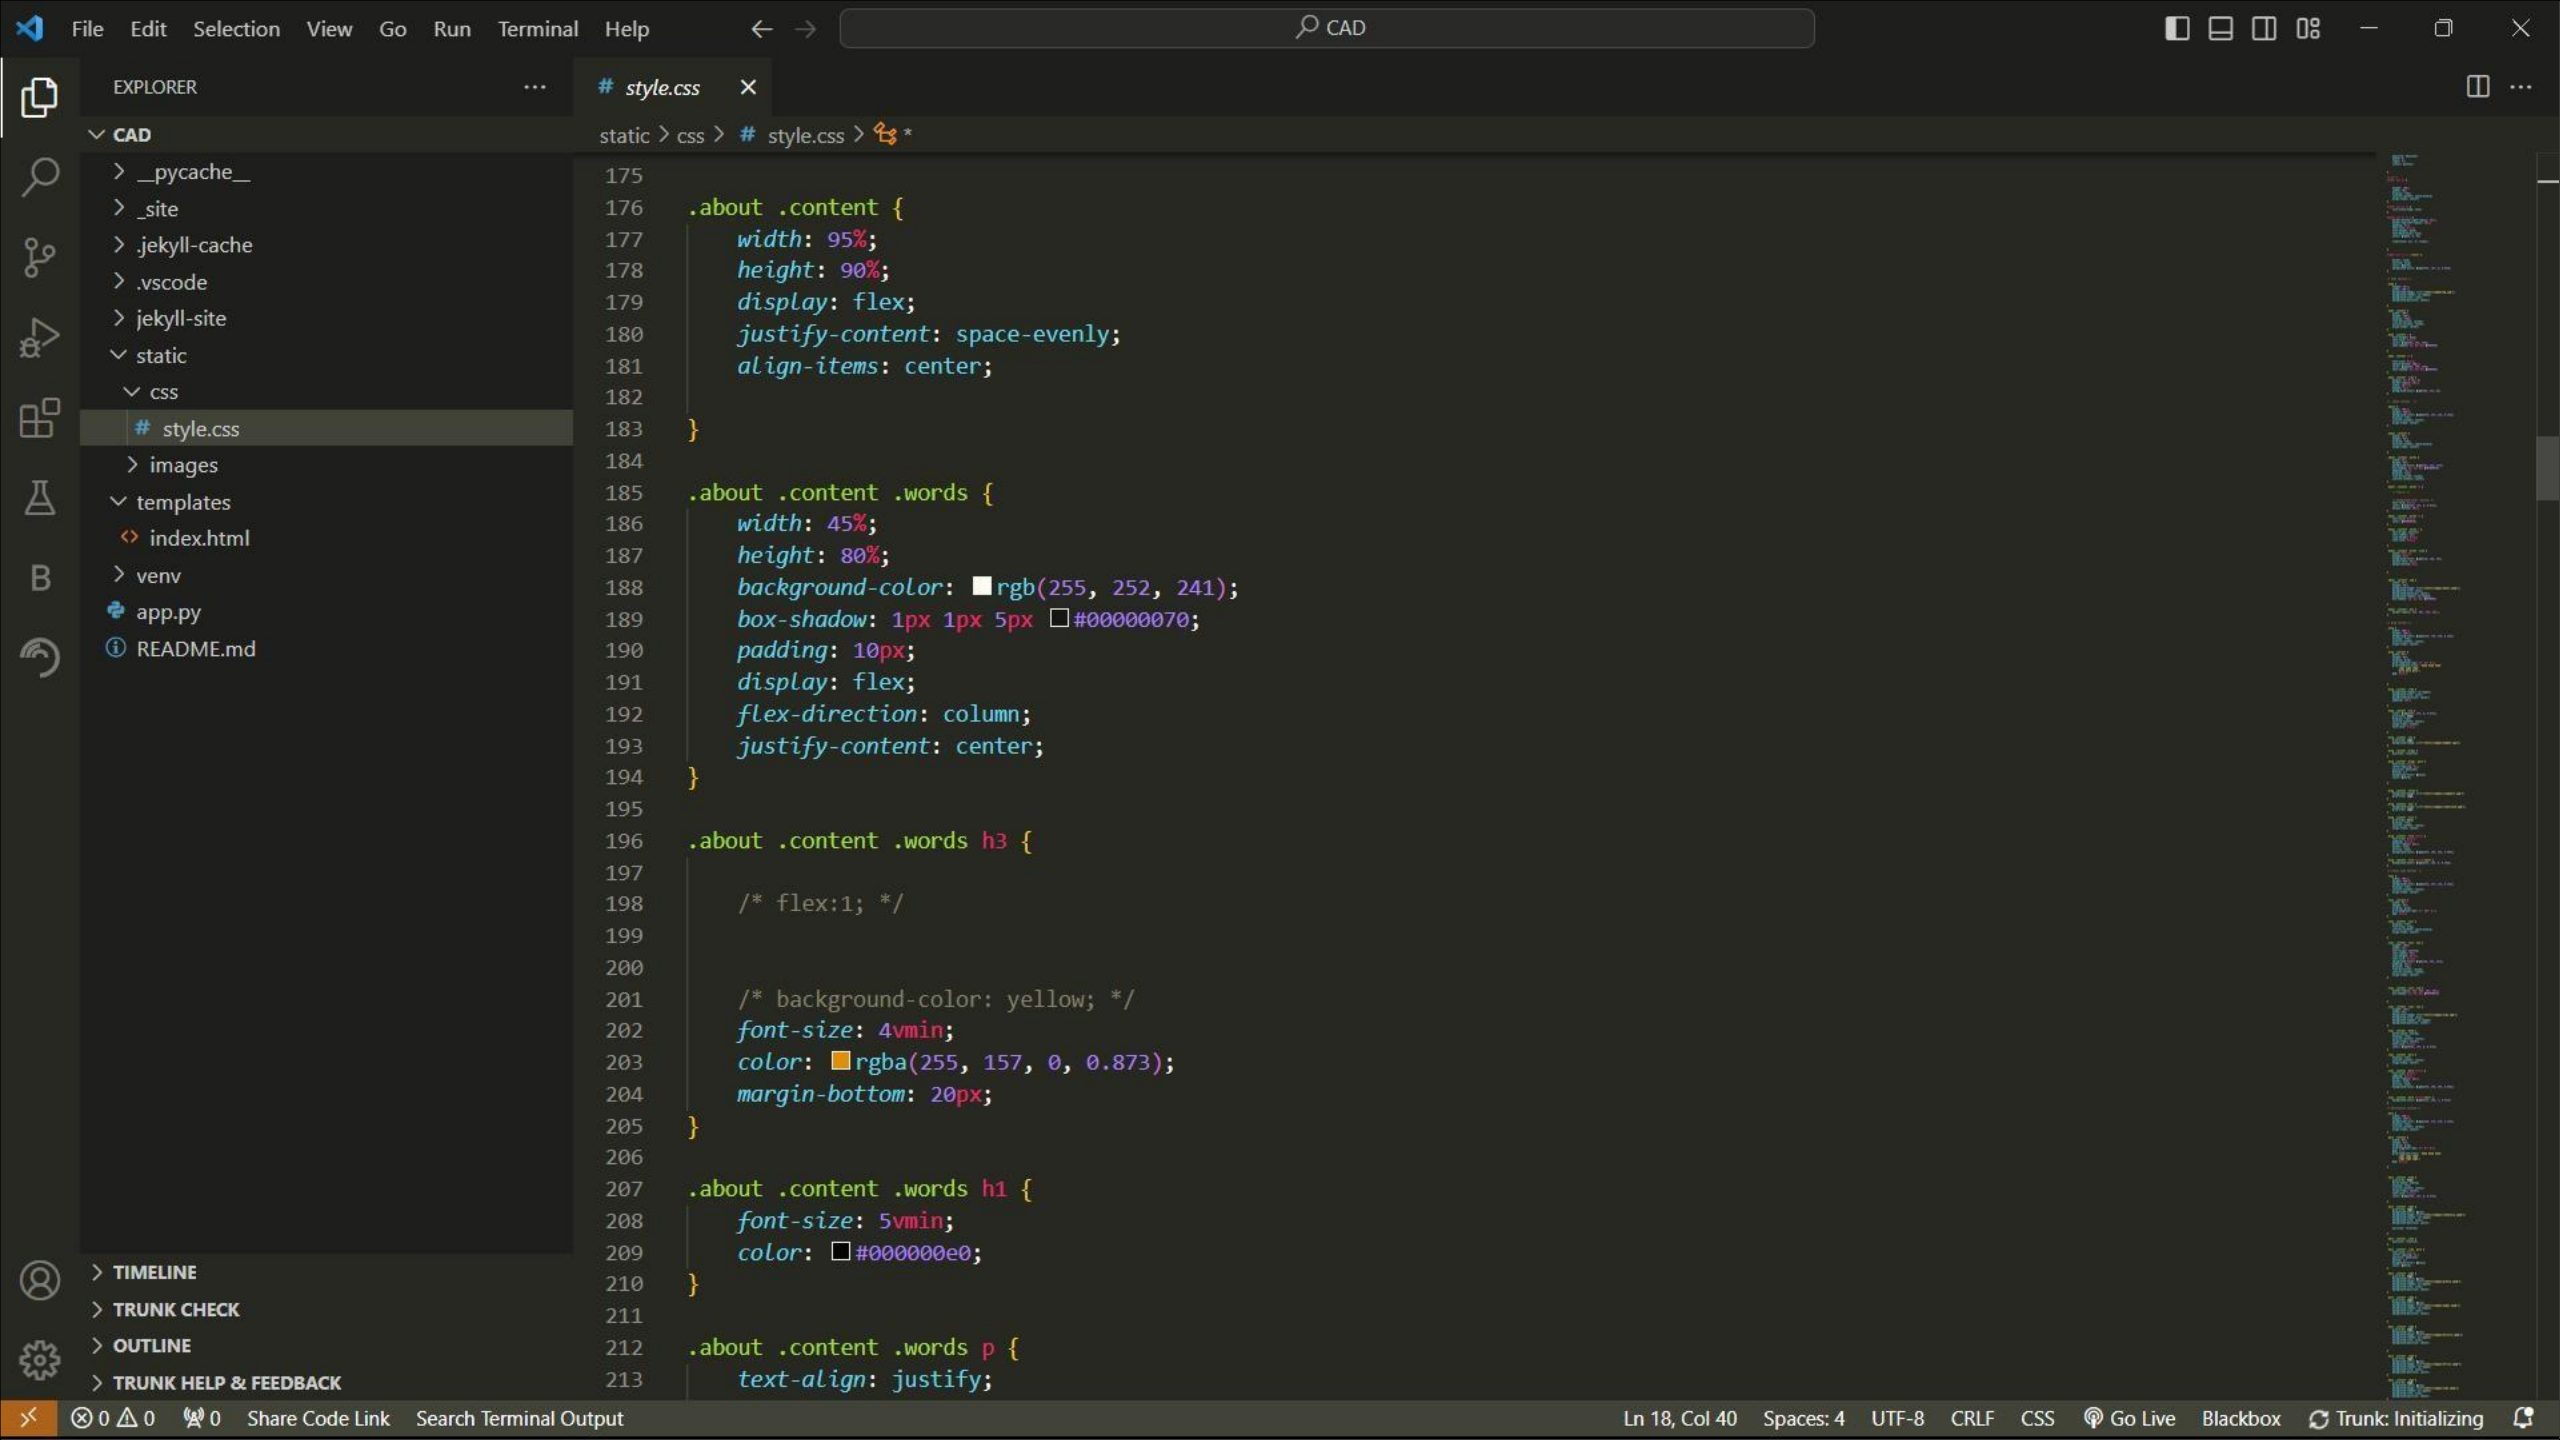 File Edit Selection View Go Run Terminal Help
CAD
EXPLORER
CAD
__pycache__
_site
.jekyll-cache
.vscode
jekyll-site
static
css
# style.css
images
templates
<> index.html
venv
app.py
README.md
TIMELINE
TRUNK CHECK
OUTLINE
TRUNK HELP & FEEDBACK
# style.css
static > css > # style.css > *
175
176 .about .content {
177 width: 95%;
178 height: 90%;
179 display: flex;
180 justify-content: space-evenly;
181 align-items: center;
182
183 }
184
185 .about .content .words {
186 width: 45%;
187 height: 80%;
188 background-color: rgb(255, 252, 241);
189 box-shadow: 1px 1px 5px #00000070;
190 padding: 10px;
191 display: flex;
192 flex-direction: column;
193 justify-content: center;
194 }
195
196 .about .content .words h3 {
197
198 /* flex:1; */
199
200
201 /* background-color: yellow; */
202 font-size: 4vmin;
203 color: rgba(255, 157, 0, 0.873);
204 margin-bottom: 20px;
205 }
206
207 .about .content .words h1 {
208 font-size: 5vmin;
209 color: #000000e0;
210 }
211
212 .about .content .words p {
213 text-align: justify;
0 0 0 Share Code Link Search Terminal Output Ln 18, Col 40 Spaces: 4 UTF-8 CRLF CSS Go Live Blackbox Trunk: Initializing